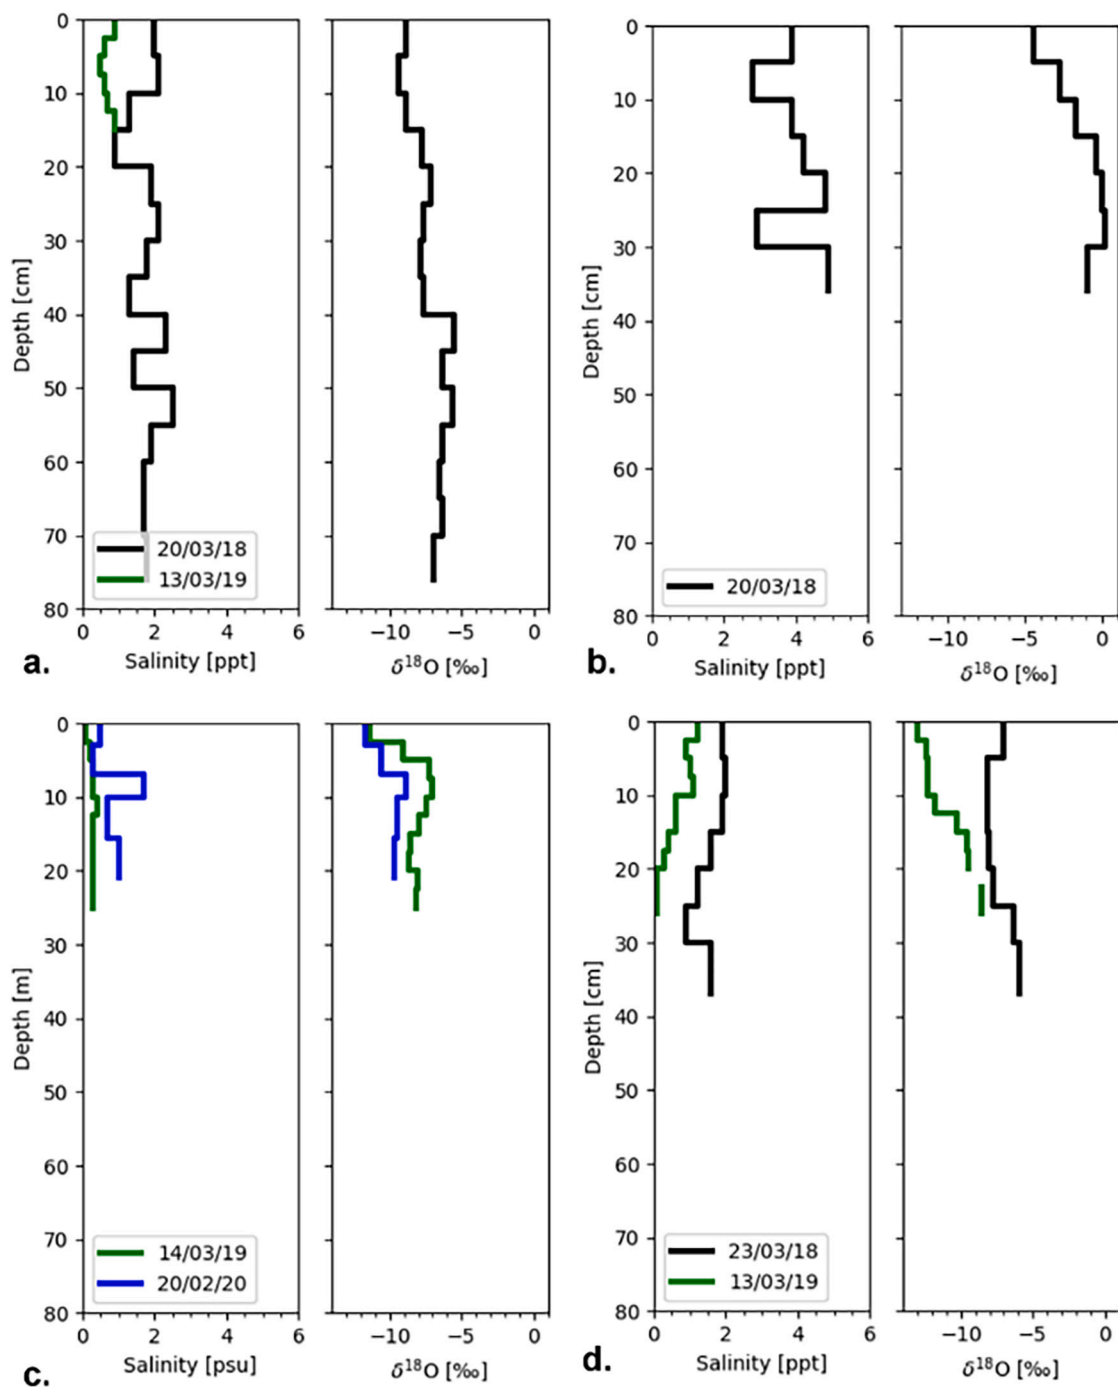 0
10
20
30
40
50
60
70
80
Depth [cm]
20/03/18
13/03/19
0 2 4 6
Salinity [ppt]
−10 −5 0
δ¹⁸O [‰]
a.
0
10
20
30
40
50
60
70
80
Depth [cm]
20/03/18
0 2 4 6
Salinity [ppt]
−10 −5 0
δ¹⁸O [‰]
b.
0
10
20
30
40
50
60
70
80
Depth [m]
14/03/19
20/02/20
0 2 4 6
Salinity [psu]
−10 −5 0
δ¹⁸O [‰]
c.
0
10
20
30
40
50
60
70
80
Depth [cm]
23/03/18
13/03/19
0 2 4 6
Salinity [ppt]
−10 −5 0
δ¹⁸O [‰]
d.